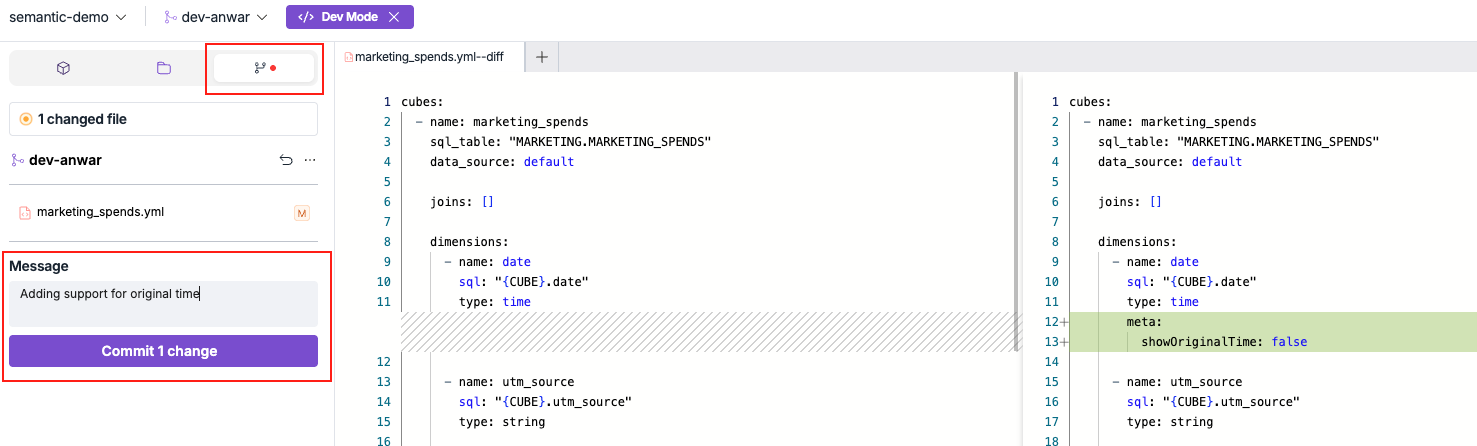 semantic-demo dev-anwar </> Dev Mode
marketing_spends.yml--diff
1 changed file
dev-anwar
marketing_spends.yml M
Message
Adding support for original time
Commit 1 change
1 cubes:
2 - name: marketing_spends
3 sql_table: "MARKETING.MARKETING_SPENDS"
4 data_source: default
5
6 joins: []
7
8 dimensions:
9 - name: date
10 sql: "{CUBE}.date"
11 type: time
12
13 - name: utm_source
14 sql: "{CUBE}.utm_source"
15 type: string
16
1 cubes:
2 - name: marketing_spends
3 sql_table: "MARKETING.MARKETING_SPENDS"
4 data_source: default
5
6 joins: []
7
8 dimensions:
9 - name: date
10 sql: "{CUBE}.date"
11 type: time
12+ meta:
13+ showOriginalTime: false
14
15 - name: utm_source
16 sql: "{CUBE}.utm_source"
17 type: string
18